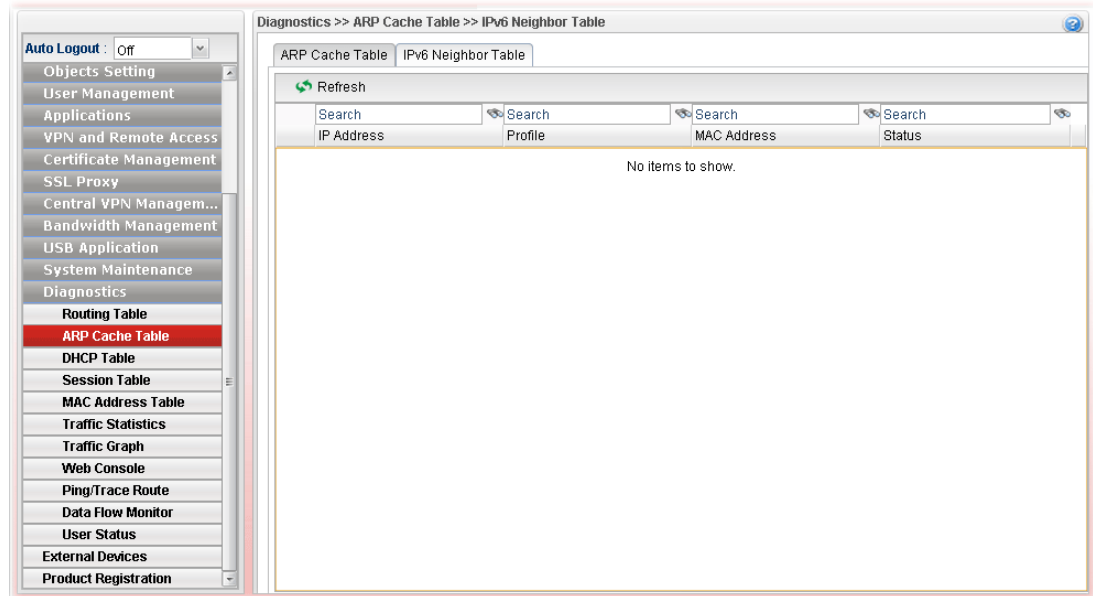 Diagnostics >> ARP Cache Table >> IPv6 Neighbor Table
Auto Logout : Off
Objects Setting
User Management
Applications
VPN and Remote Access
Certificate Management
SSL Proxy
Central VPN Managem...
Bandwidth Management
USB Application
System Maintenance
Diagnostics
Routing Table
ARP Cache Table
DHCP Table
Session Table
MAC Address Table
Traffic Statistics
Traffic Graph
Web Console
Ping/Trace Route
Data Flow Monitor
User Status
External Devices
Product Registration
ARP Cache Table IPv6 Neighbor Table
Refresh
Search Search Search Search
IP Address Profile MAC Address Status
No items to show.